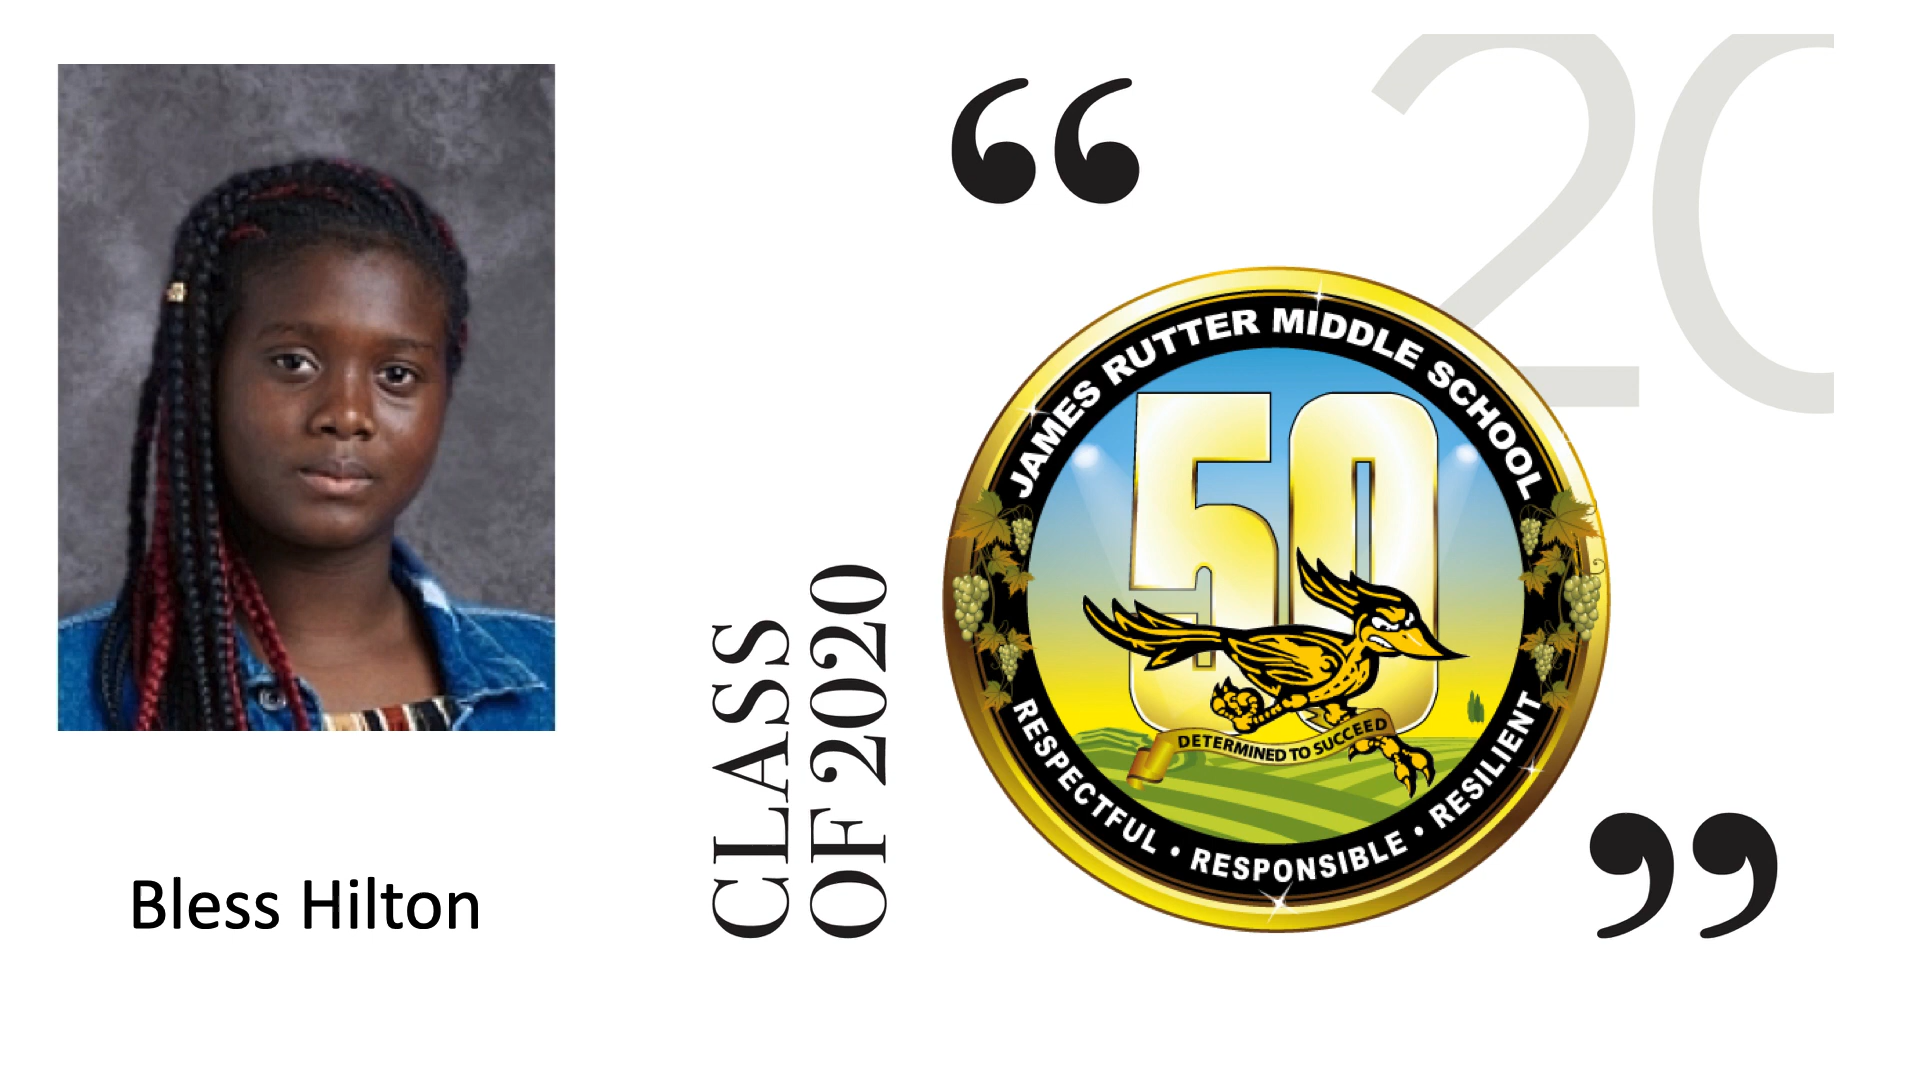 Bless Hilton
CLASS
OF 2020
“
20
JAMES RUTTER MIDDLE SCHOOL
50
DETERMINED TO SUCCEED
RESPECTFUL • RESPONSIBLE • RESILIENT
”